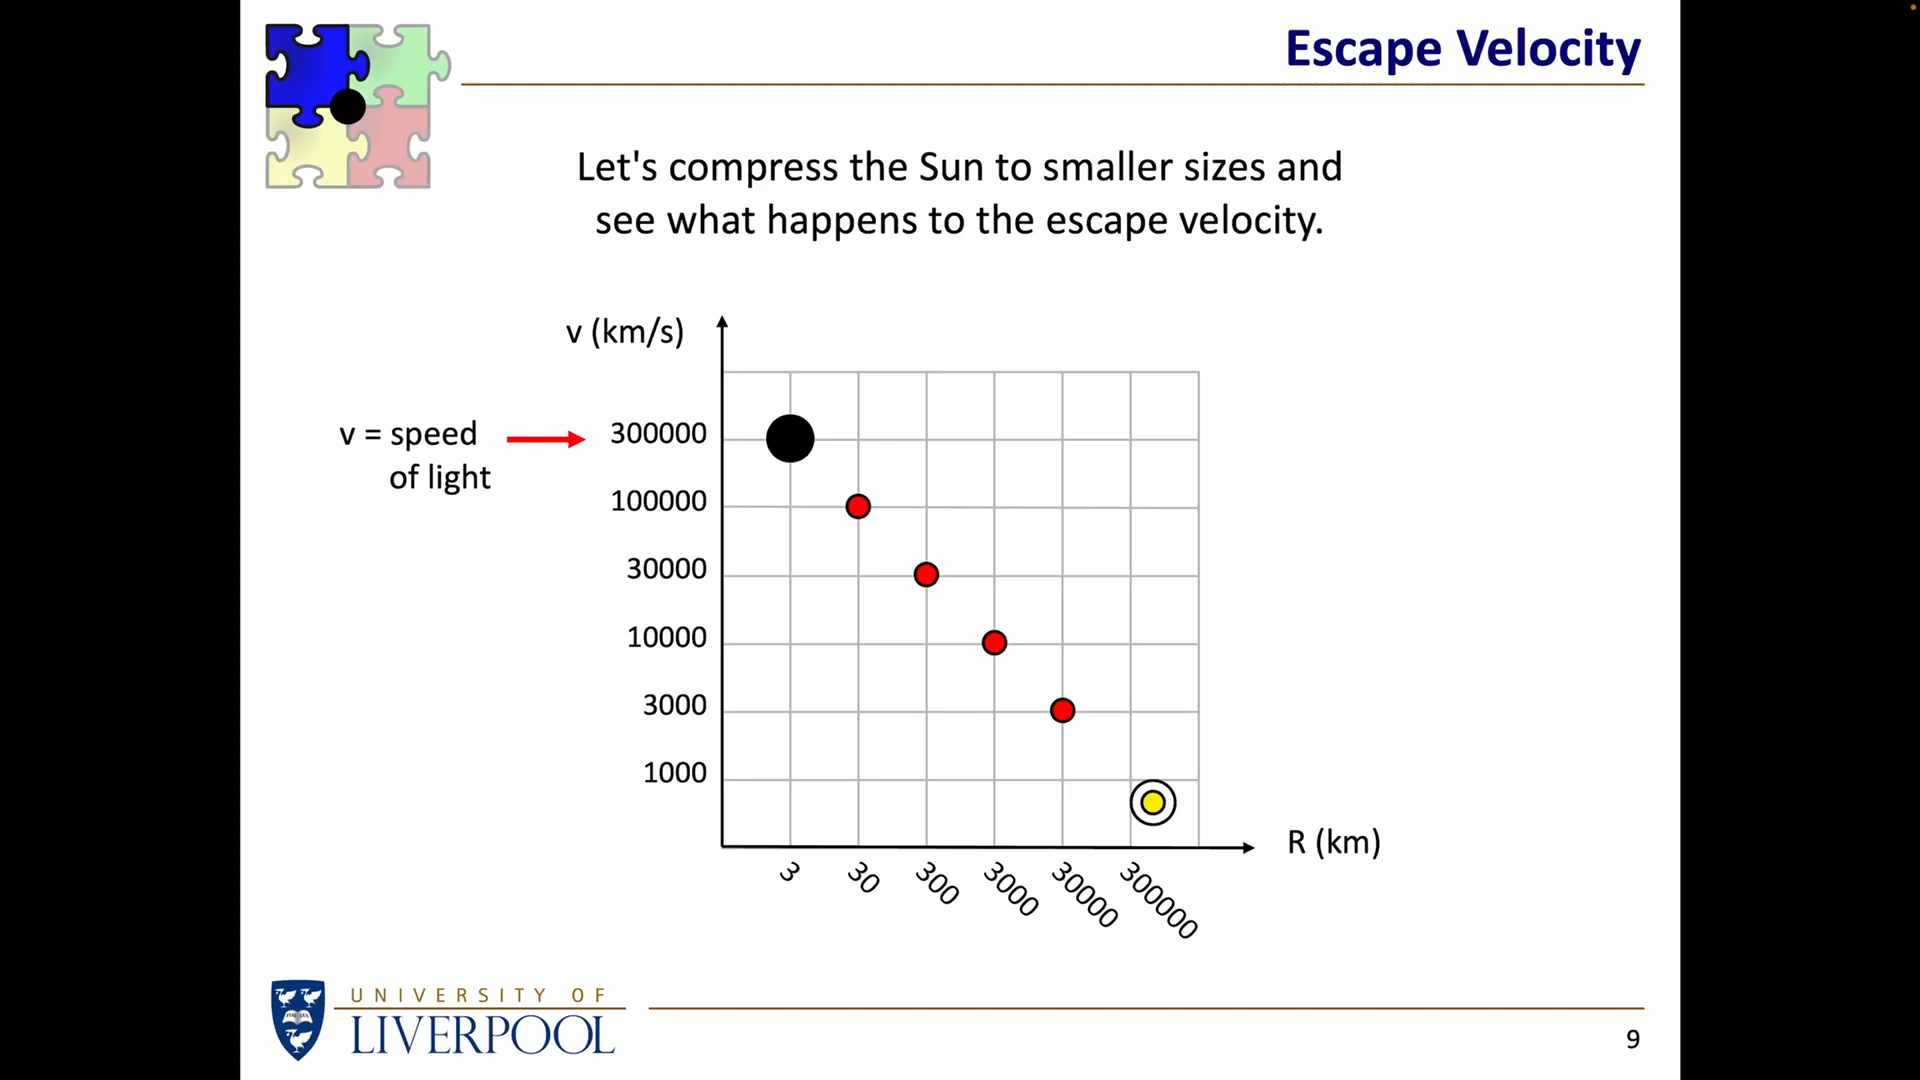 Escape Velocity
Let's compress the Sun to smaller sizes and
see what happens to the escape velocity.
v (km/s)
v = speed
of light
300000
100000
30000
10000
3000
1000
R (km)
3
30
300
3000
30000
300000
UNIVERSITY OF
LIVERPOOL
9